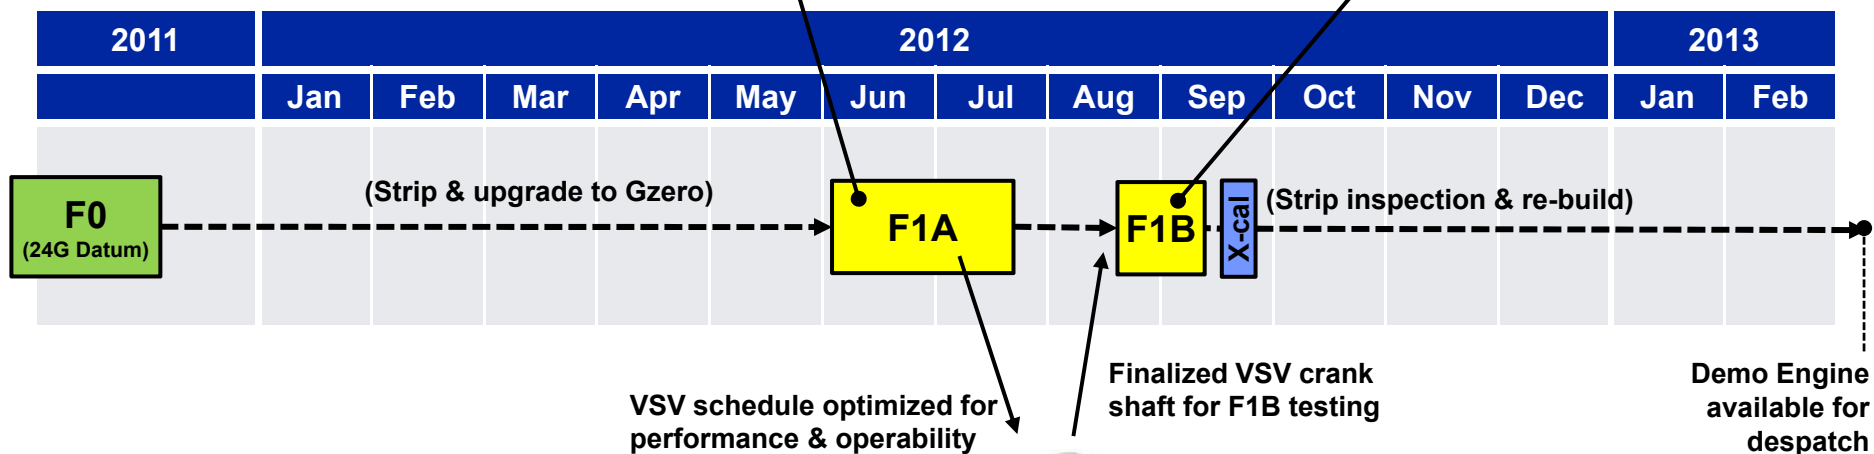 2011 2012 2013
Jan Feb Mar Apr May Jun Jul Aug Sep Oct Nov Dec Jan Feb
(Strip & upgrade to Gzero)
(Strip inspection & re-build)
F0
(24G Datum)
F1A
F1B
X-cal
VSV schedule optimized for
performance & operability
Finalized VSV crank
shaft for F1B testing
Demo Engine
available for
despatch